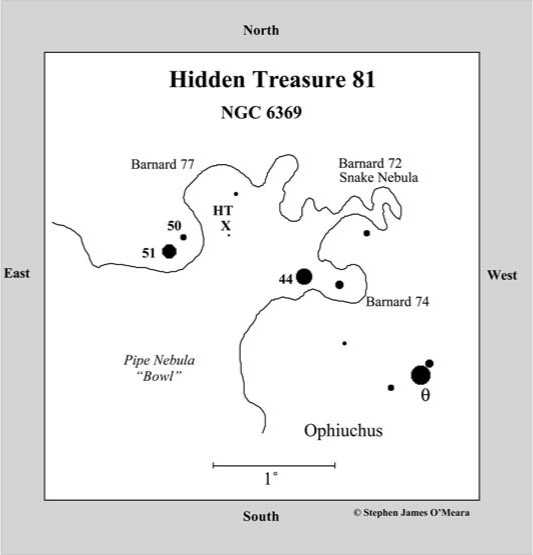 North
Hidden Treasure 81
NGC 6369
Barnard 77
Barnard 72
Snake Nebula
HT
X
50
51
East
West
44
Barnard 74
Pipe Nebula
“Bowl”
θ
Ophiuchus
1°
South
© Stephen James O’Meara